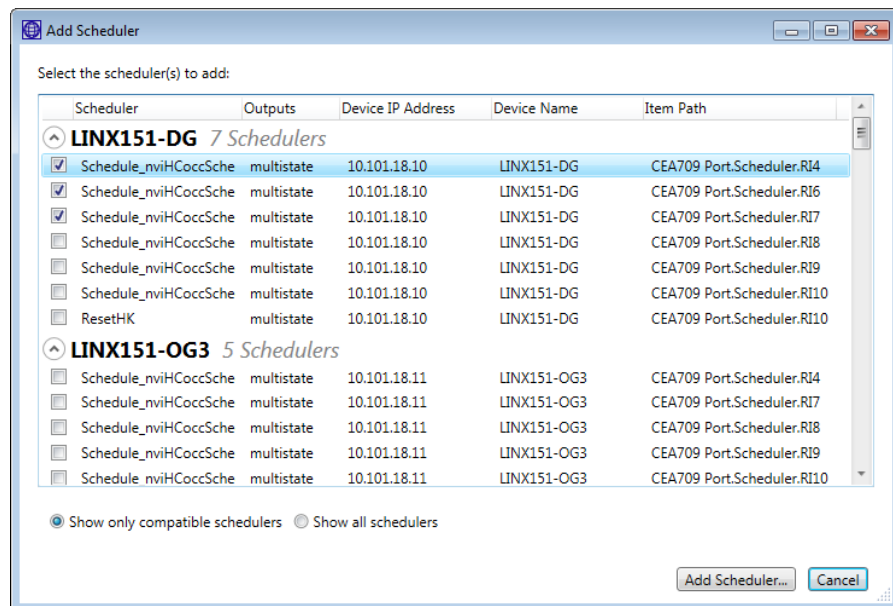 Add Scheduler
Select the scheduler(s) to add:
Scheduler Outputs Device IP Address Device Name Item Path
LINX151-DG 7 Schedulers
Schedule_nviHCoccSche multistate 10.101.18.10 LINX151-DG CEA709 Port.Scheduler.RI4
Schedule_nviHCoccSche multistate 10.101.18.10 LINX151-DG CEA709 Port.Scheduler.RI6
Schedule_nviHCoccSche multistate 10.101.18.10 LINX151-DG CEA709 Port.Scheduler.RI7
Schedule_nviHCoccSche multistate 10.101.18.10 LINX151-DG CEA709 Port.Scheduler.RI8
Schedule_nviHCoccSche multistate 10.101.18.10 LINX151-DG CEA709 Port.Scheduler.RI9
Schedule_nviHCoccSche multistate 10.101.18.10 LINX151-DG CEA709 Port.Scheduler.RI10
ResetHK multistate 10.101.18.10 LINX151-DG CEA709 Port.Scheduler.RI10
LINX151-OG3 5 Schedulers
Schedule_nviHCoccSche multistate 10.101.18.11 LINX151-OG3 CEA709 Port.Scheduler.RI4
Schedule_nviHCoccSche multistate 10.101.18.11 LINX151-OG3 CEA709 Port.Scheduler.RI7
Schedule_nviHCoccSche multistate 10.101.18.11 LINX151-OG3 CEA709 Port.Scheduler.RI8
Schedule_nviHCoccSche multistate 10.101.18.11 LINX151-OG3 CEA709 Port.Scheduler.RI9
Schedule_nviHCoccSche multistate 10.101.18.11 LINX151-OG3 CEA709 Port.Scheduler.RI10
Show only compatible schedulers Show all schedulers
Add Scheduler... Cancel